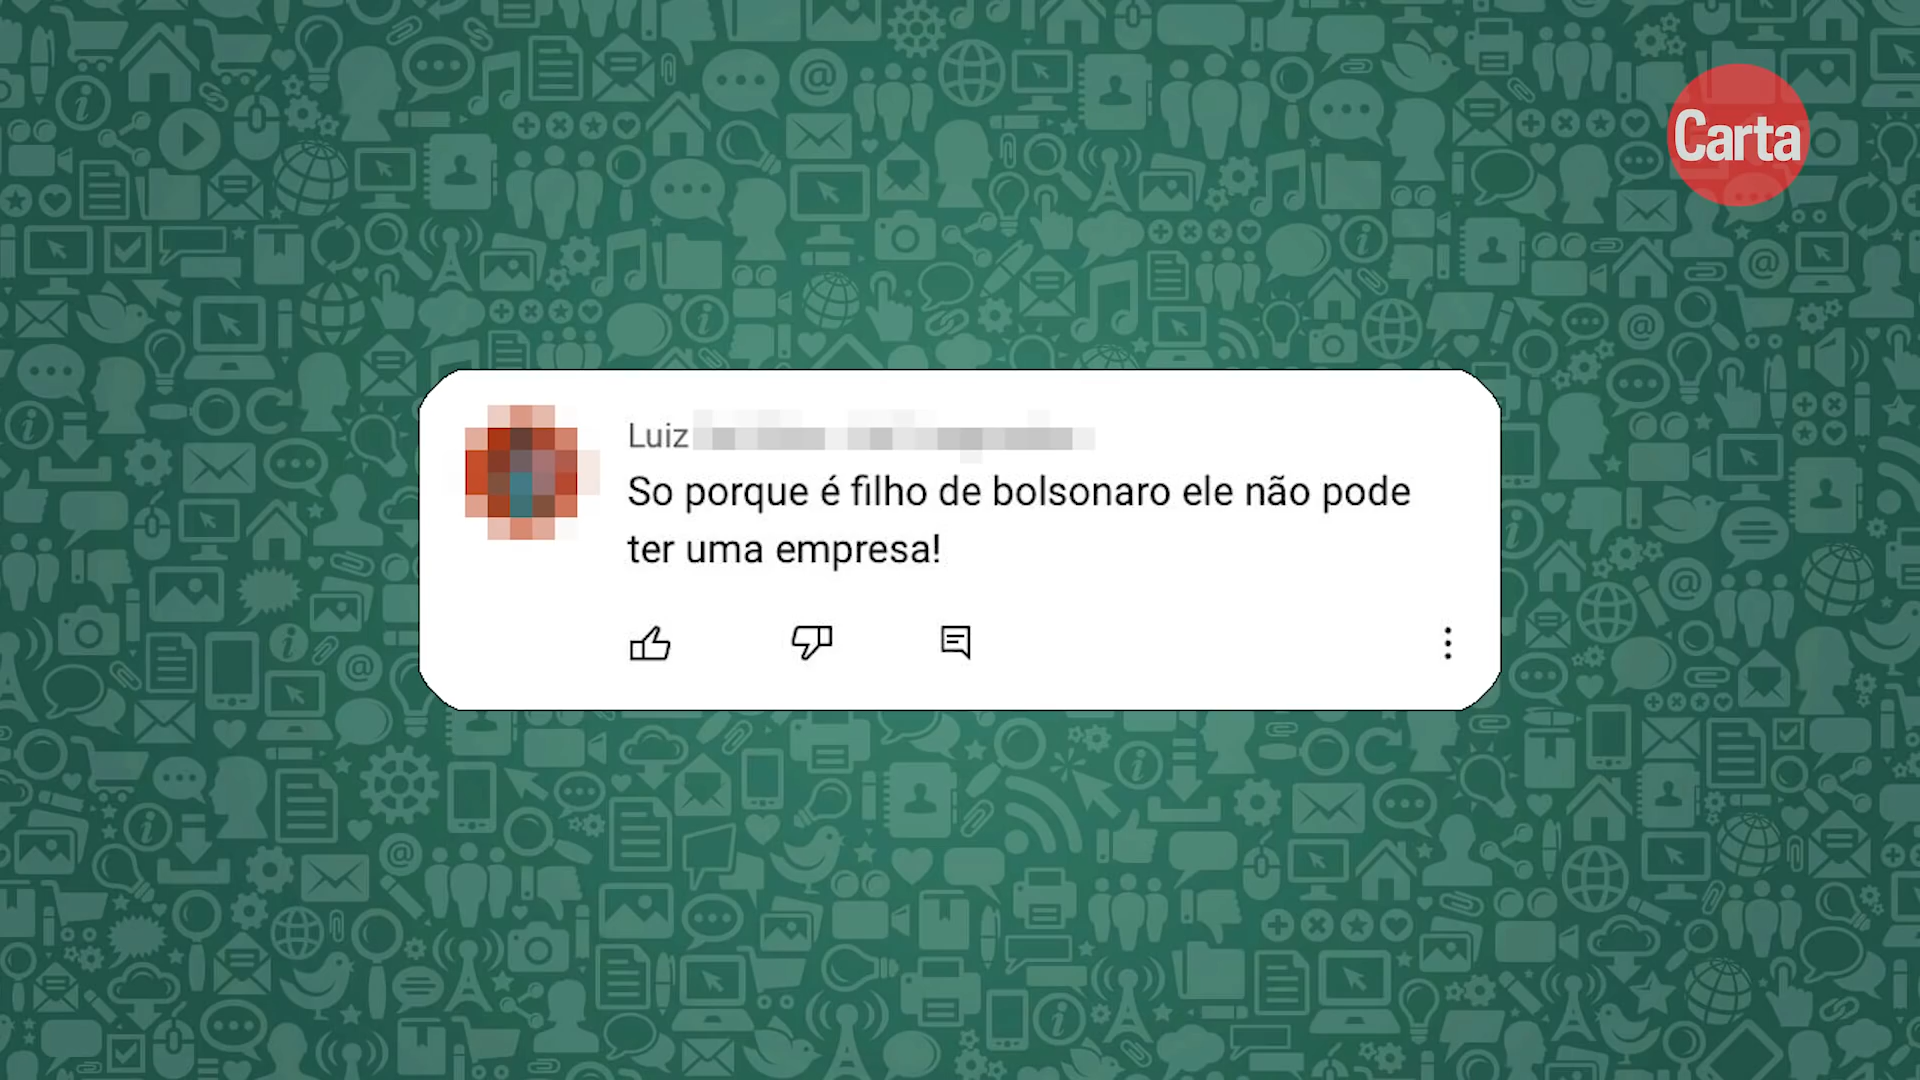 Carta
Luiz
So porque é filho de bolsonaro ele não pode
ter uma empresa!